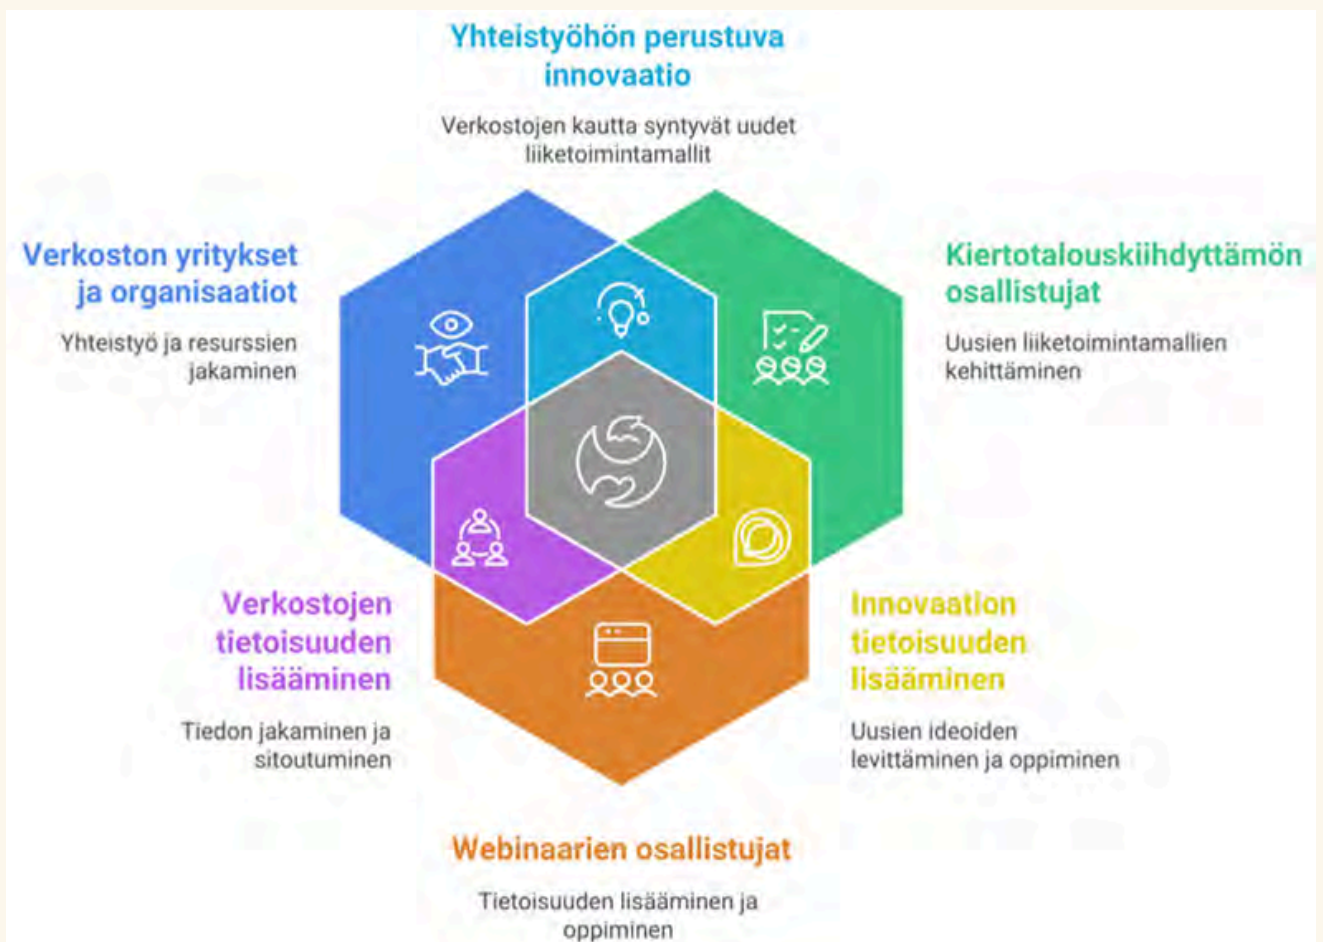 Yhteistyöhön perustuva
innovaatio
Verkostojen kautta syntyvät uudet
liiketoimintamallit
Verkoston yritykset
ja organisaatiot
Yhteistyö ja resurssien
jakaminen
Kiertotalouskiihdyttämön
osallistujat
Uusien liiketoimintamallien
kehittäminen
Verkostojen
tietoisuuden
lisääminen
Tiedon jakaminen ja
sitoutuminen
Innovaation
tietoisuuden
lisääminen
Uusien ideoiden
levittäminen ja oppiminen
Webinaarien osallistujat
Tietoisuuden lisääminen ja
oppiminen